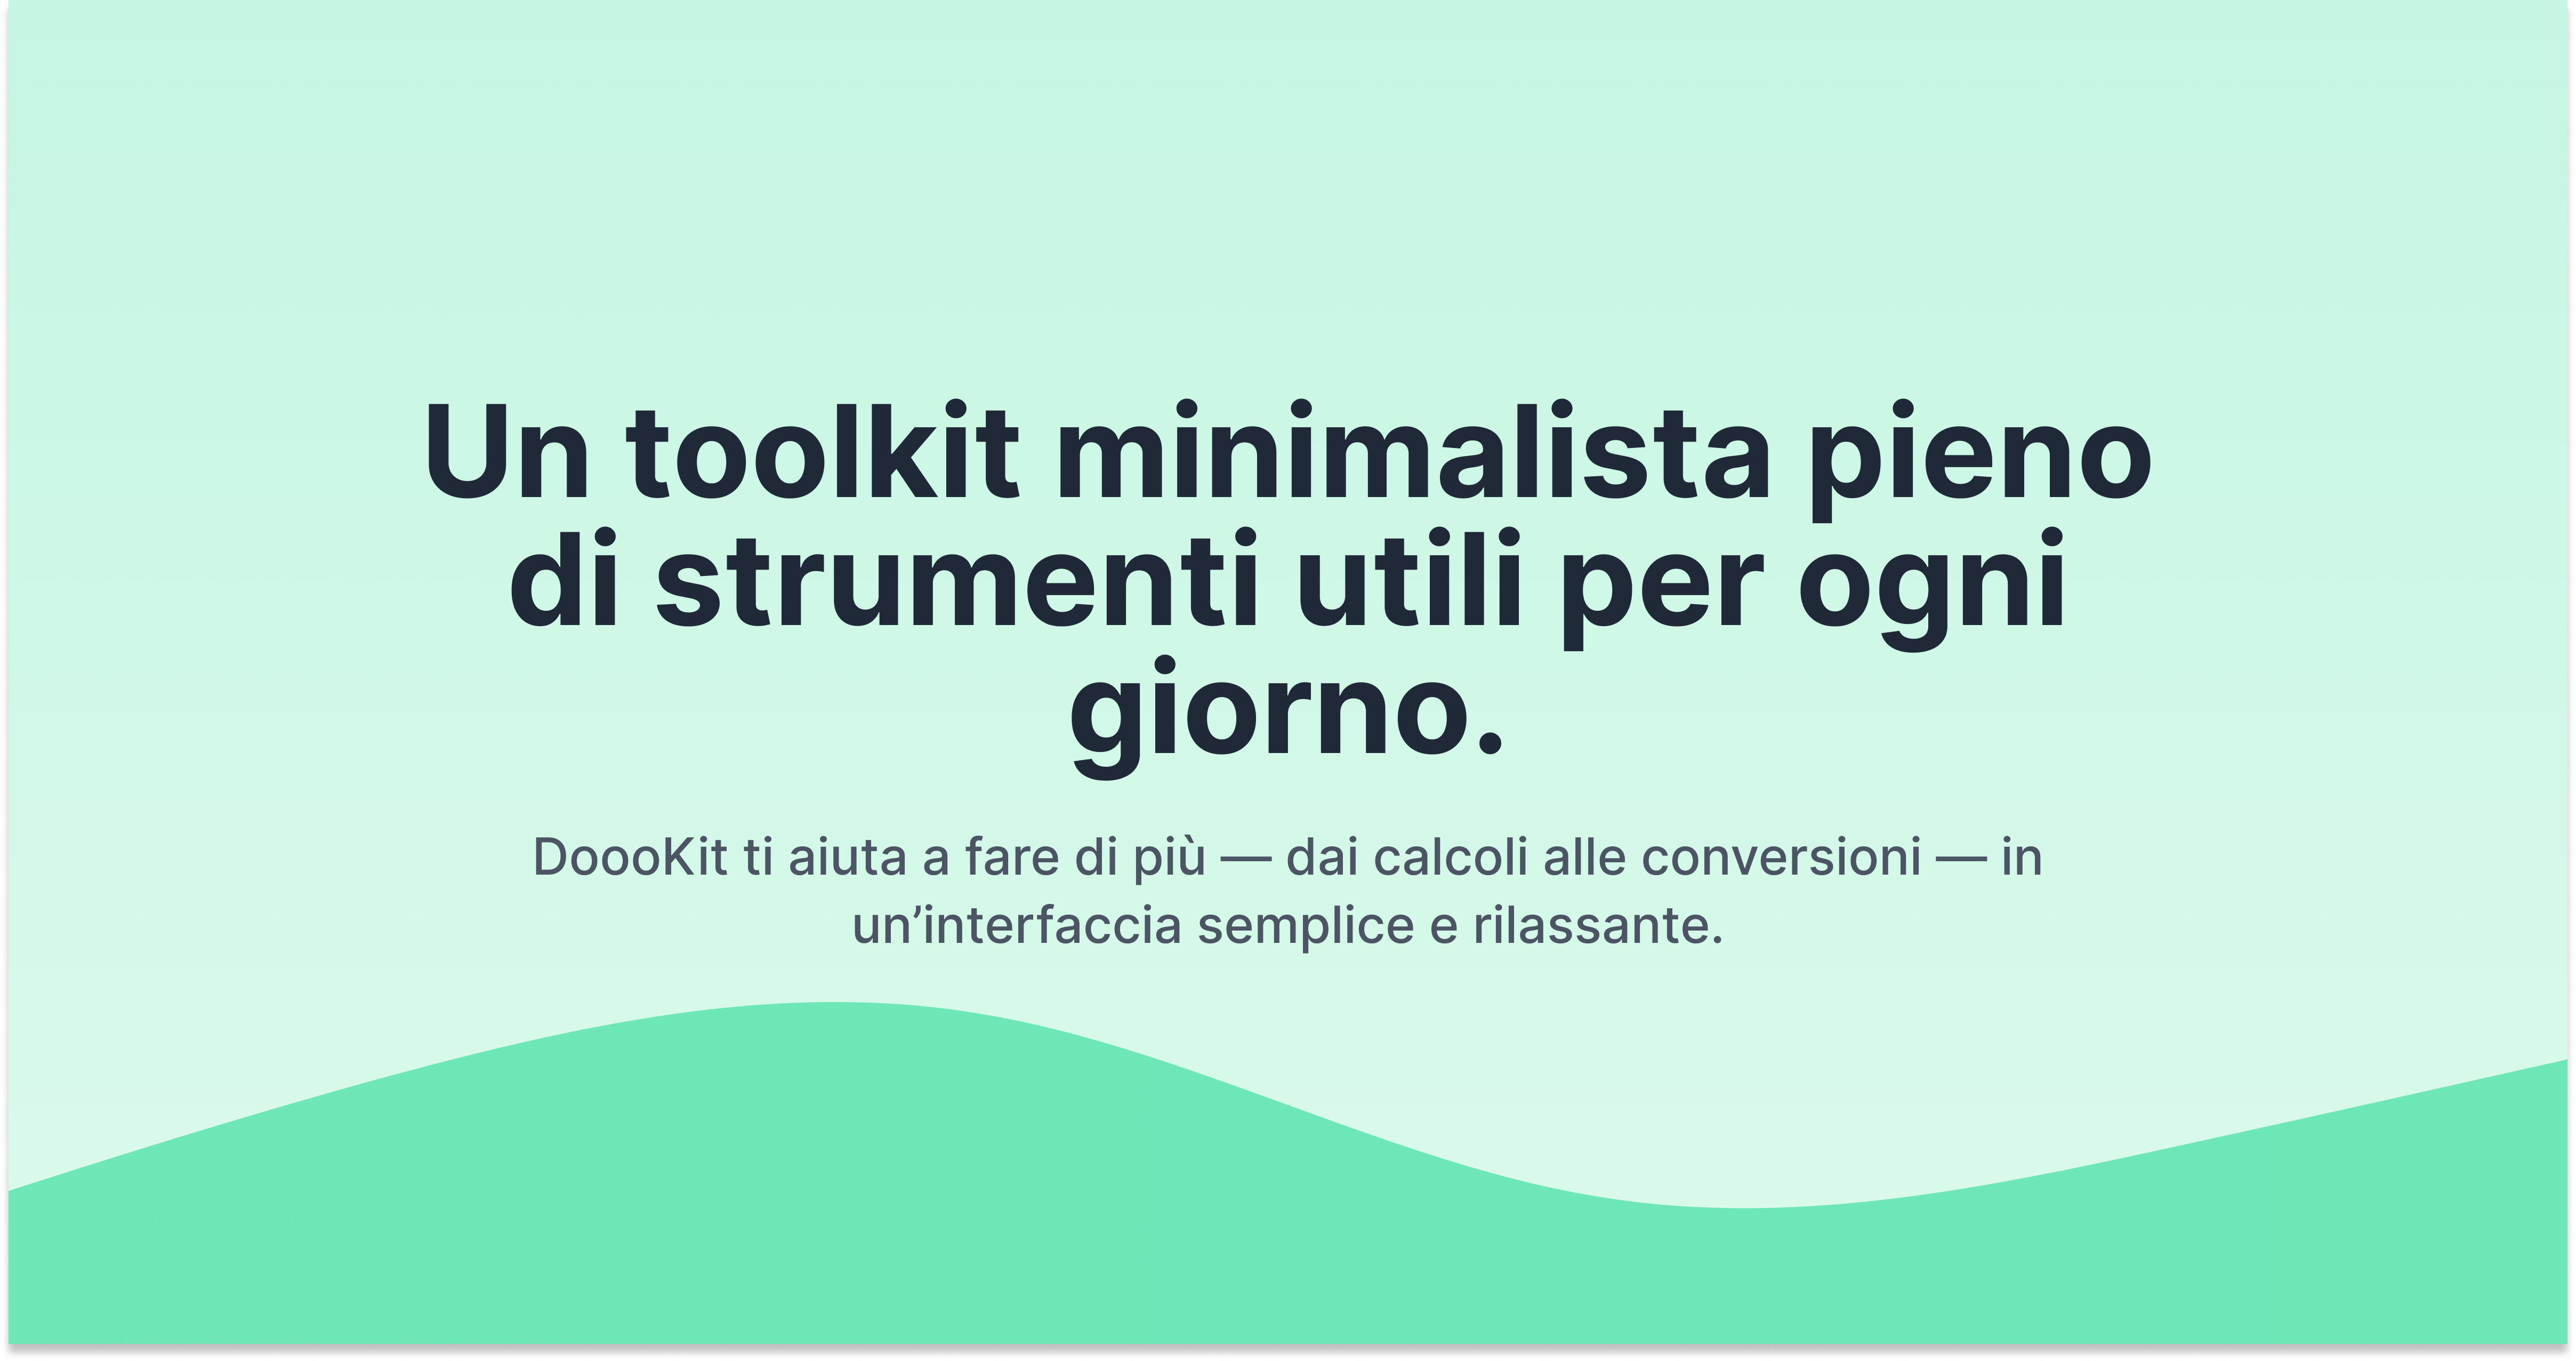 Un toolkit minimalista pieno
di strumenti utili per ogni
giorno.
DoooKit ti aiuta a fare di più — dai calcoli alle conversioni — in
un’interfaccia semplice e rilassante.